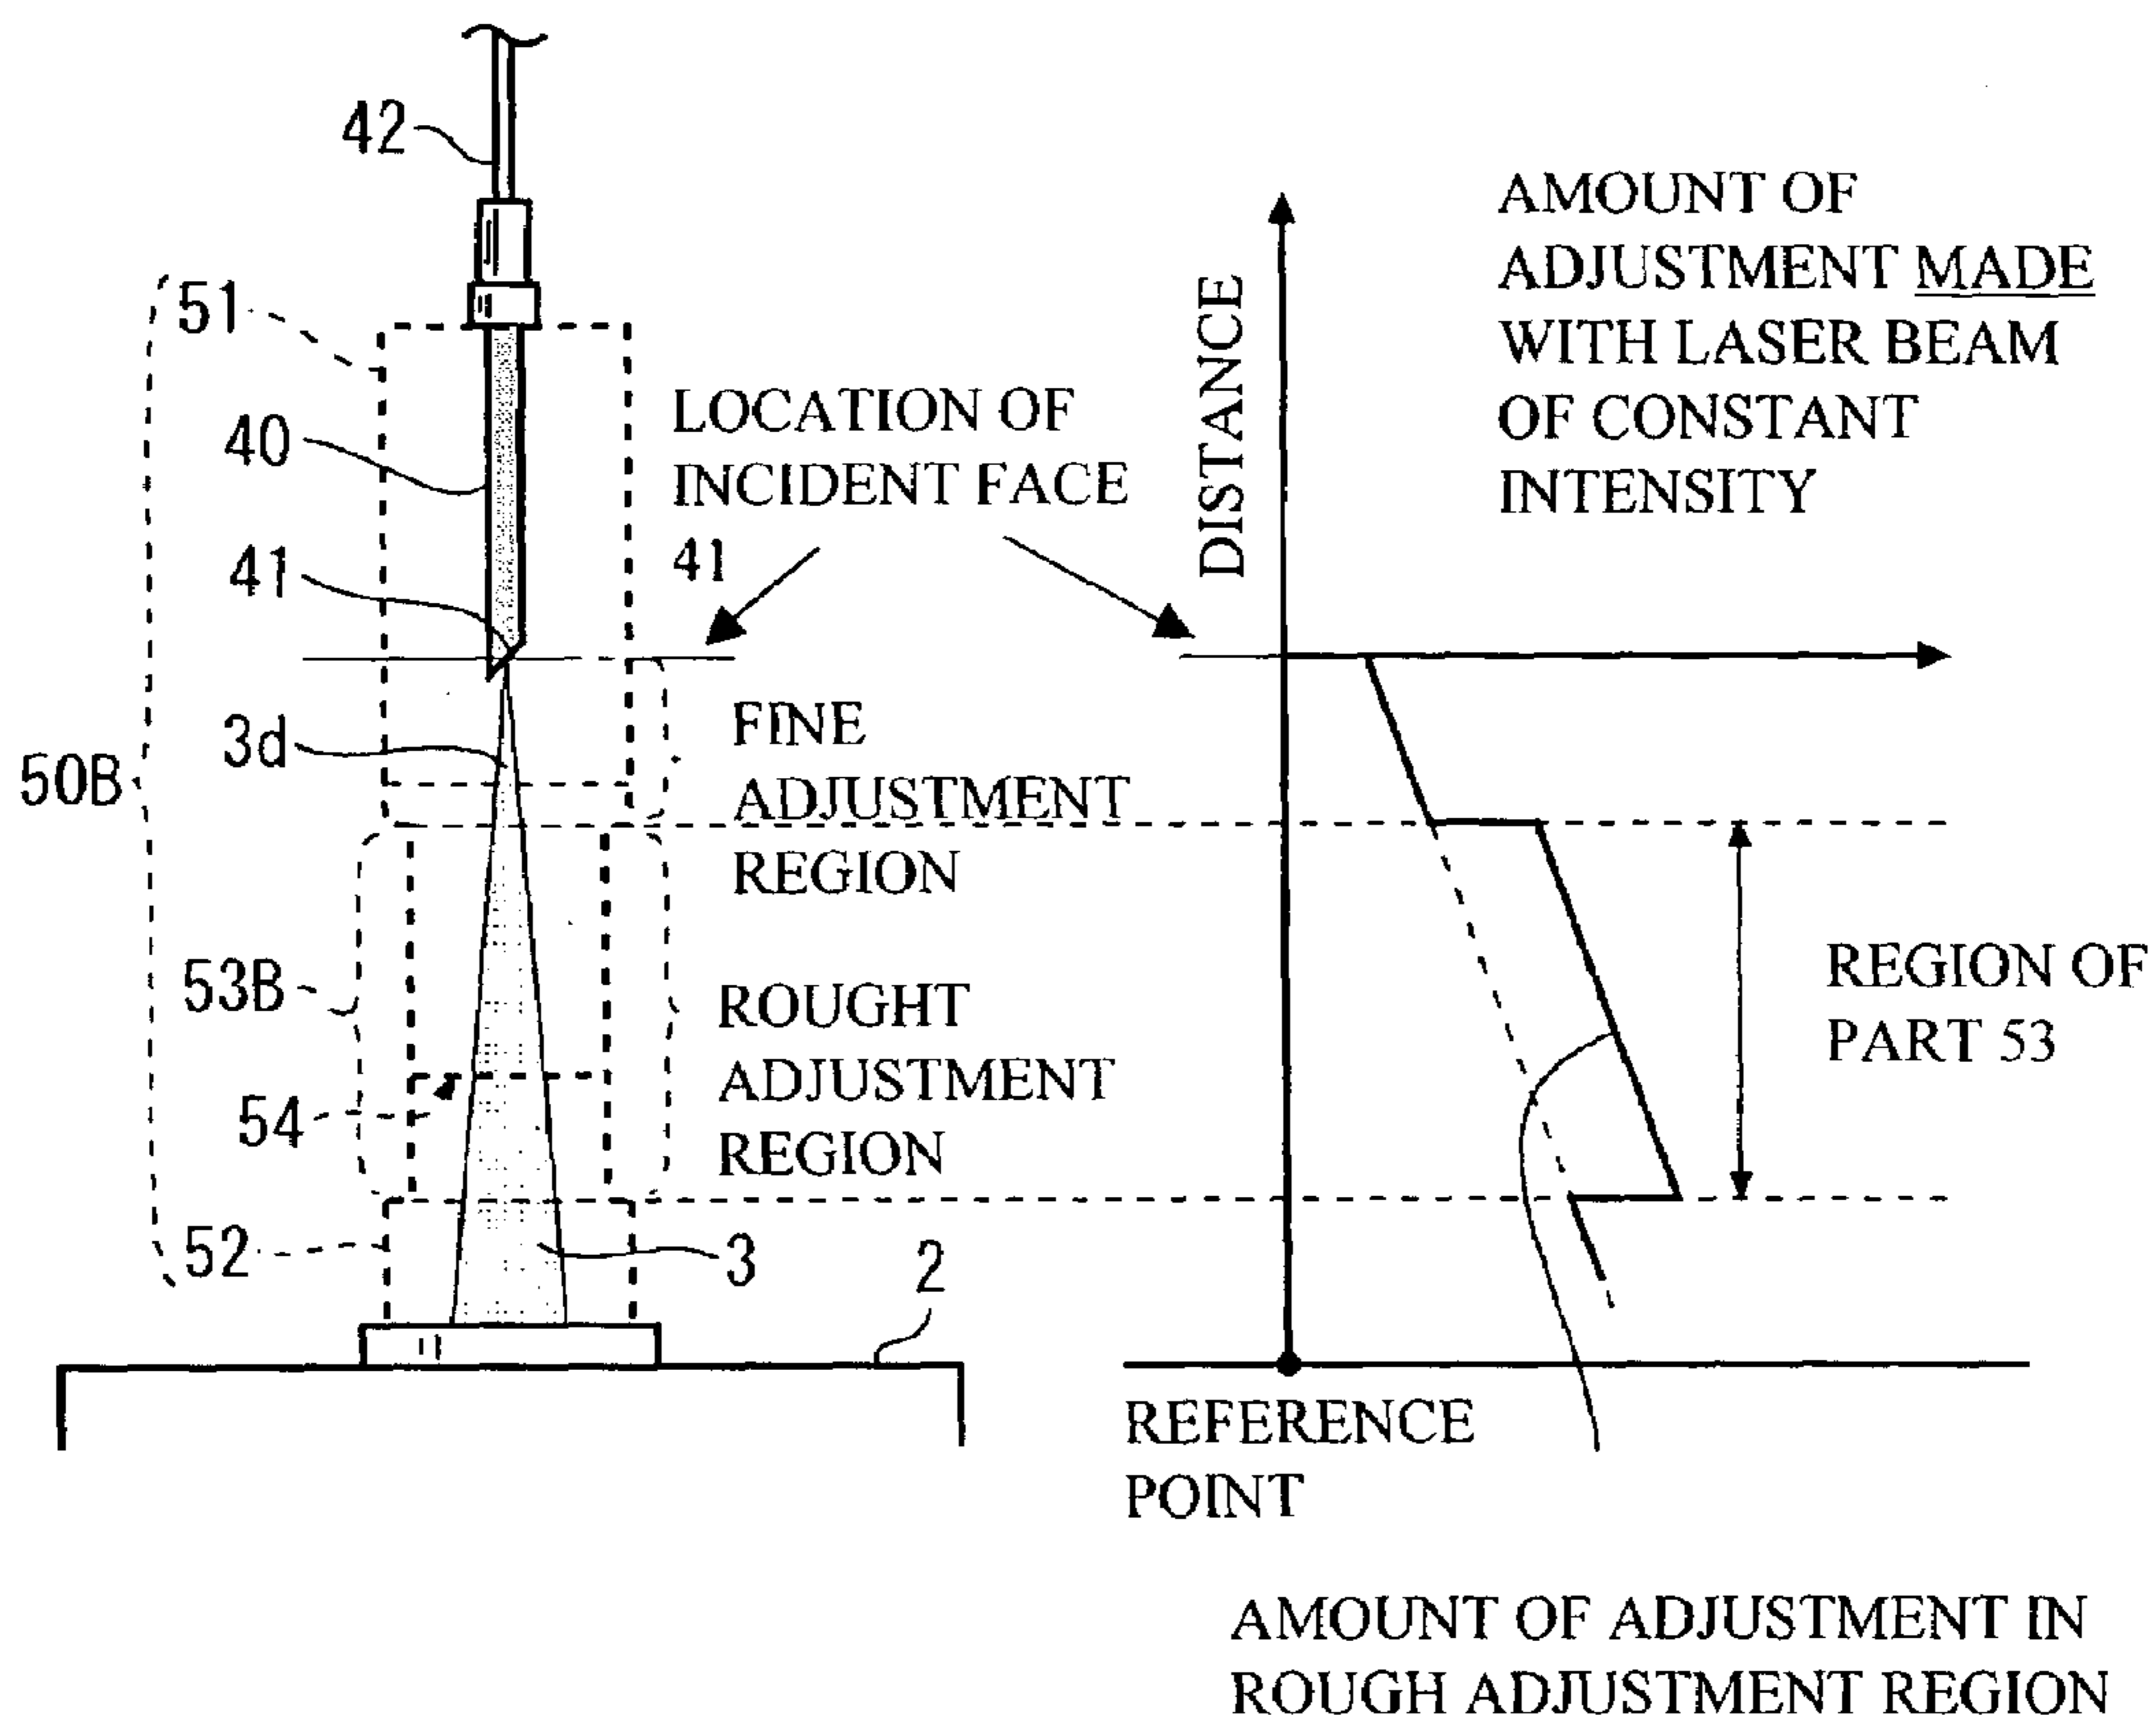 42
51
40
41
3d
50B
53B
54
52
3
2
LOCATION OF
INCIDENT FACE
41
FINE
ADJUSTMENT
REGION
ROUGHT
ADJUSTMENT
REGION
DISTANCE
AMOUNT OF
ADJUSTMENT MADE
WITH LASER BEAM
OF CONSTANT
INTENSITY
REGION OF
PART 53
REFERENCE
POINT
AMOUNT OF ADJUSTMENT IN
ROUGH ADJUSTMENT REGION